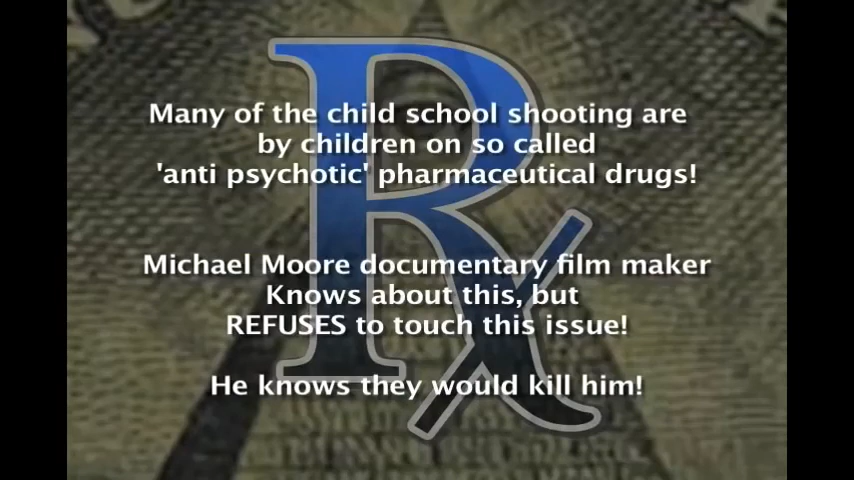 Many of the child school shooting are
by children on so called
'anti psychotic' pharmaceutical drugs!
Michael Moore documentary film maker
Knows about this, but
REFUSES to touch this issue!
He knows they would kill him!